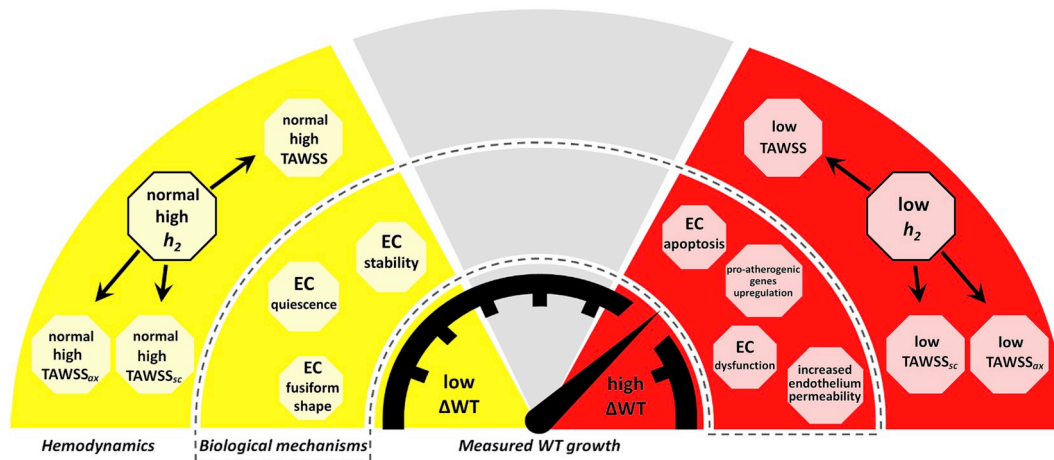 normal
high
TAWSS
normal
high
h2
normal
high
TAWSSax
normal
high
TAWSSsc
EC
stability
EC
quiescence
EC
fusiform
shape
low
ΔWT
high
ΔWT
EC
apoptosis
pro-atherogenic
genes
upregulation
EC
dysfunction
increased
endothelium
permeability
low
TAWSS
low
h2
low
TAWSSsc
low
TAWSSax
Hemodynamics
Biological mechanisms
Measured WT growth